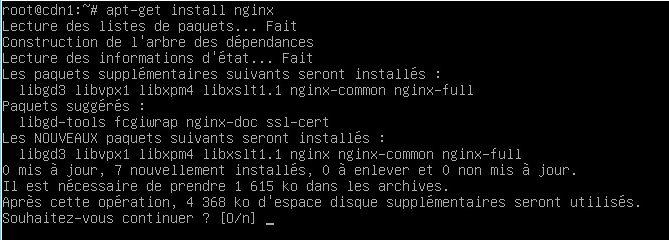 root@cdn1:~# apt-get install nginx
Lecture des listes de paquets... Fait
Construction de l'arbre des dépendances
Lecture des informations d'état... Fait
Les paquets supplémentaires suivants seront installés :
  libgd3 libvpx1 libxpm4 libxslt1.1 nginx-common nginx-full
Paquets suggérés :
  libgd-tools fcgiwrap nginx-doc ssl-cert
Les NOUVEAUX paquets suivants seront installés :
  libgd3 libvpx1 libxpm4 libxslt1.1 nginx nginx-common nginx-full
0 mis à jour, 7 nouvellement installés, 0 à enlever et 0 non mis à jour.
Il est nécessaire de prendre 1 615 ko dans les archives.
Après cette opération, 4 368 ko d'espace disque supplémentaires seront utilisés.
Souhaitez-vous continuer ? [O/n] _